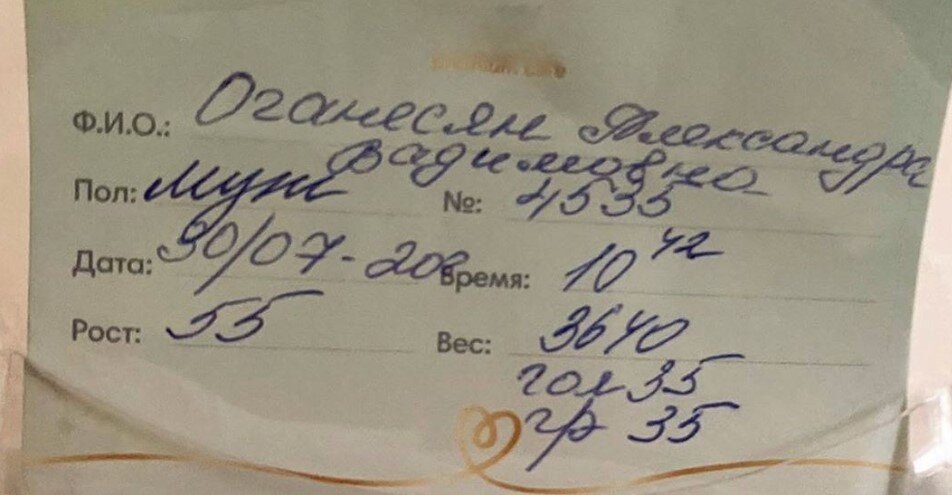 Ф.И.О.: Оганесян Александра
Вадимовна
Пол: муж №: 4535
Дата: 30/07-20 Время: 10 42
Рост: 55 Вес: 3640
гол 35
гр 35